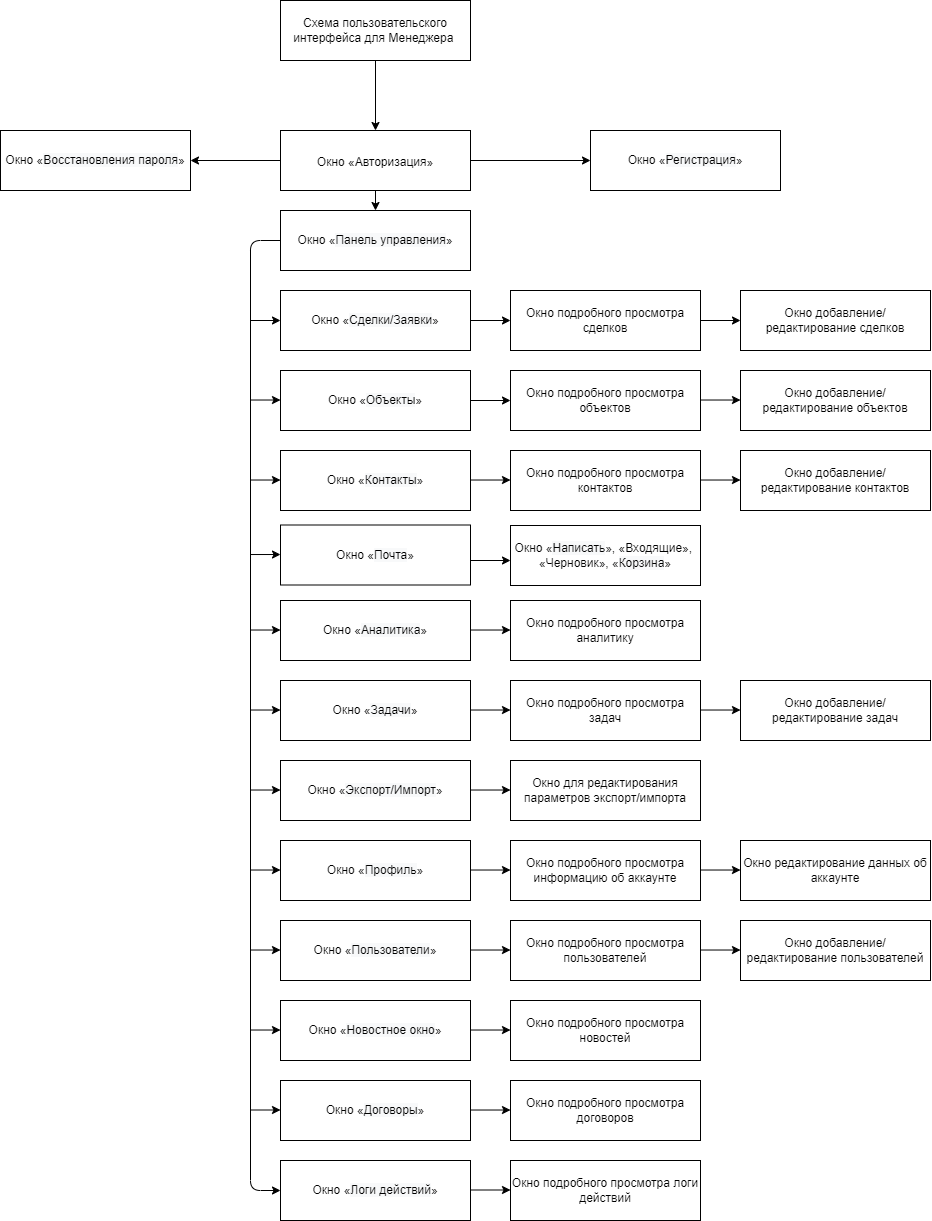 Схема пользовательского
интерфейса для Менеджера
Окно «Восстановления пароля»
Окно «Авторизация»
Окно «Регистрация»
Окно «Панель управления»
Окно «Сделки/Заявки»
Окно подробного просмотра
сделков
Окно добавление/
редактирование сделков
Окно «Объекты»
Окно подробного просмотра
объектов
Окно добавление/
редактирование объектов
Окно «Контакты»
Окно подробного просмотра
контактов
Окно добавление/
редактирование контактов
Окно «Почта»
Окно «Написать», «Входящие»,
«Черновик», «Корзина»
Окно «Аналитика»
Окно подробного просмотра
аналитику
Окно «Задачи»
Окно подробного просмотра
задач
Окно добавление/
редактирование задач
Окно «Экспорт/Импорт»
Окно для редактирования
параметров экспорт/импорта
Окно «Профиль»
Окно подробного просмотра
информацию об аккаунте
Окно редактирование данных об
аккаунте
Окно «Пользователи»
Окно подробного просмотра
пользователей
Окно добавление/
редактирование пользователей
Окно «Новостное окно»
Окно подробного просмотра
новостей
Окно «Договоры»
Окно подробного просмотра
договоров
Окно «Логи действий»
Окно подробного просмотра логи
действий